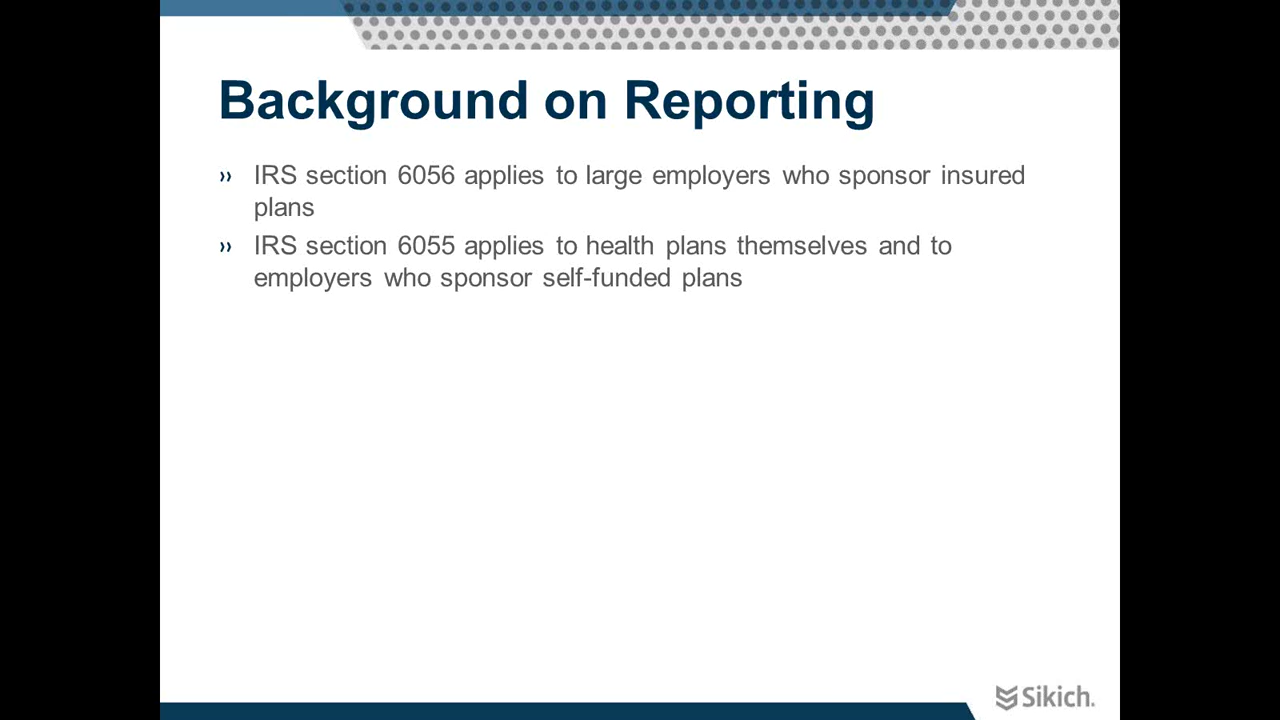 Background on Reporting
›› IRS section 6056 applies to large employers who sponsor insured
plans
›› IRS section 6055 applies to health plans themselves and to
employers who sponsor self-funded plans
Sikich.